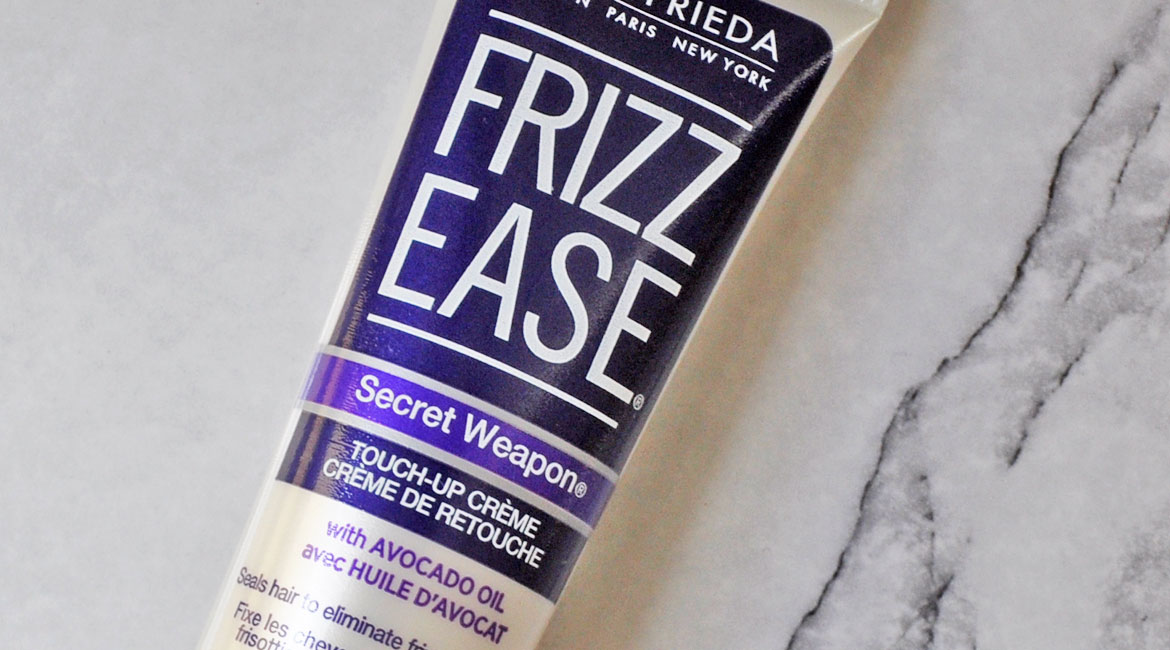 FRIEDA
PARIS NEW YORK
FRIZZ
EASE®
Secret Weapon®
TOUCH-UP CRÈME
CRÈME DE RETOUCHE
with AVOCADO OIL
avec HUILE D'AVOCAT
Seals hair to eliminate
Fixe les